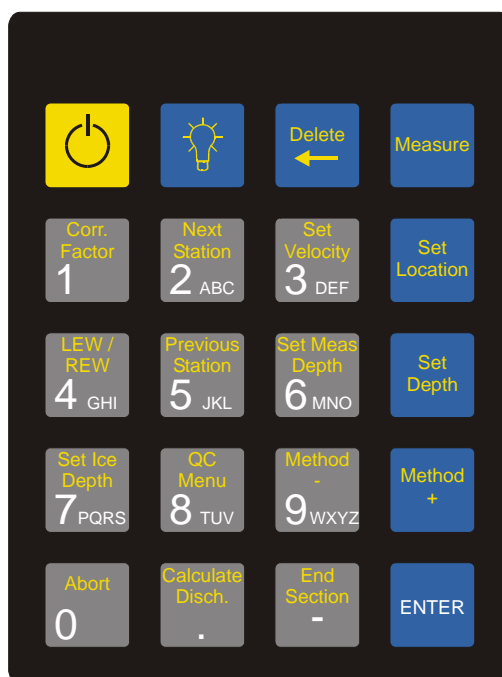 Delete
Measure
Corr.
Factor
1
Next
Station
2 ABC
Set
Velocity
3 DEF
Set
Location
LEW /
REW
4 GHI
Previous
Station
5 JKL
Set Meas
Depth
6 MNO
Set
Depth
Set Ice
Depth
7 PQRS
QC
Menu
8 TUV
Method
-
9 WXYZ
Method
+
Abort
0
Calculate
Disch.
.
End
Section
-
ENTER